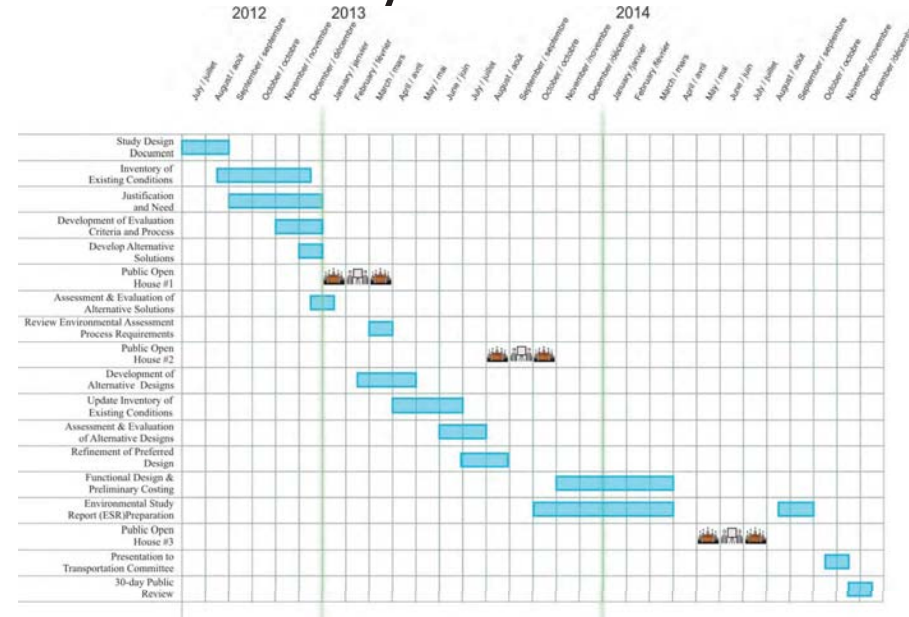 2012
2013
2014
July / juillet
August / août
September / septembre
October / octobre
November / novembre
December / décembre
January / janvier
February / février
March / mars
April / avril
May / mai
June / juin
July / juillet
August / août
September / septembre
October / octobre
November /novembre
December /décembre
January /janvier
February /février
March / mars
April / avril
May / mai
June / juin
July / juillet
August / août
September / septembre
October / octobre
November /novembre
December
Study Design
Document
Inventory of
Existing Conditions
Justification
and Need
Development of Evaluation
Criteria and Process
Develop Alternative
Solutions
Public Open
House #1
Assessment & Evaluation of
Alternative Solutions
Review Environmental Assessment
Process Requirements
Public Open
House #2
Development of
Alternative Designs
Update Inventory of
Existing Conditions
Assessment & Evaluation
of Alternative Designs
Refinement of Preferred
Design
Functional Design &
Preliminary Costing
Environmental Study
Report (ESR)Preparation
Public Open
House #3
Presentation to
Transportation Committee
30-day Public
Review